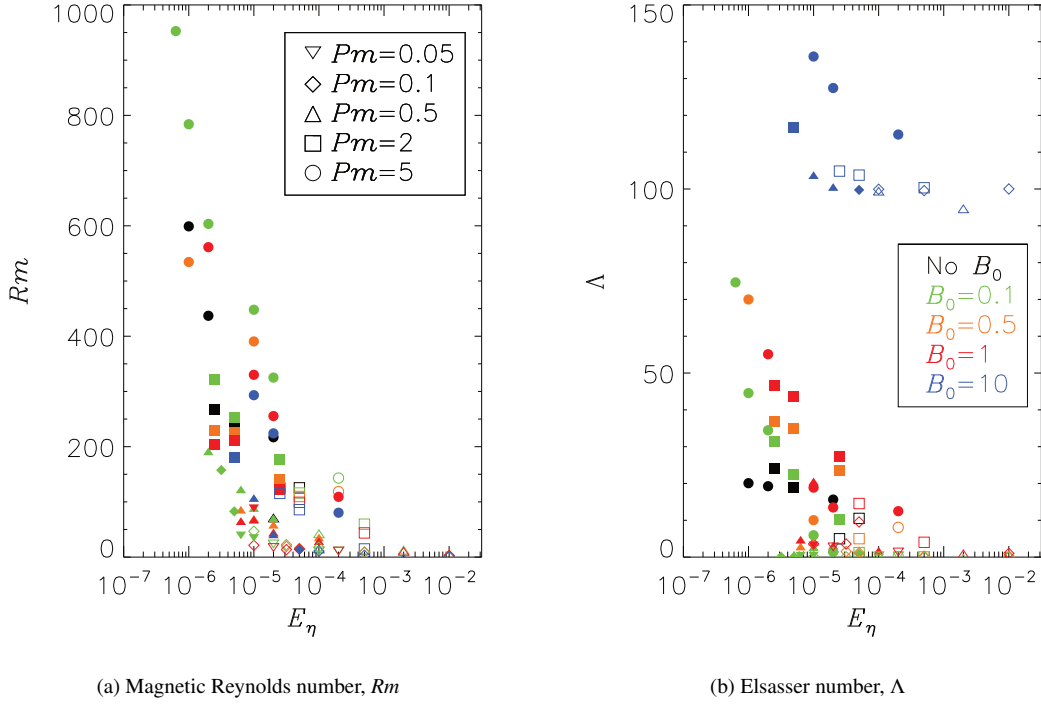 1000
800
600
400
200
0
Rm
Pm=0.05
Pm=0.1
Pm=0.5
Pm=2
Pm=5
10⁻⁷ 10⁻⁶ 10⁻⁵ 10⁻⁴ 10⁻³ 10⁻²
E_η
(a) Magnetic Reynolds number, Rm
150
100
50
0
Λ
No B₀
B₀=0.1
B₀=0.5
B₀=1
B₀=10
10⁻⁷ 10⁻⁶ 10⁻⁵ 10⁻⁴ 10⁻³ 10⁻²
E_η
(b) Elsasser number, Λ